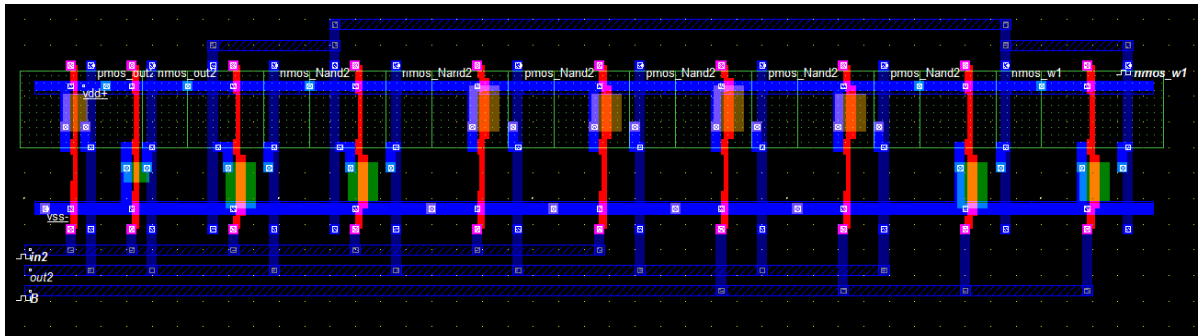 pmos_out2 nmos_out2 nmos_Nand2 nmos_Nand2 pmos_Nand2 pmos_Nand2 pmos_Nand2 pmos_Nand2 nmos_w1 nmos_w1
vdd+
vss-
in2
out2
B